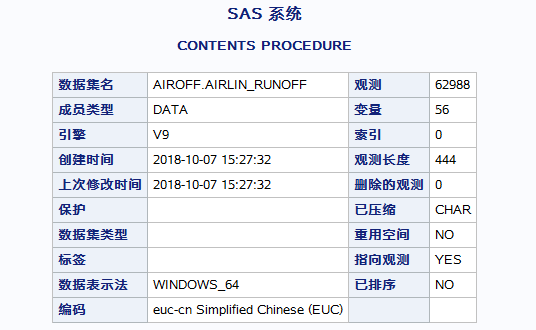 SAS 系统
CONTENTS PROCEDURE
数据集名 AIROFF.AIRLIN_RUNOFF 观测 62988
成员类型 DATA 变量 56
引擎 V9 索引 0
创建时间 2018-10-07 15:27:32 观测长度 444
上次修改时间 2018-10-07 15:27:32 删除的观测 0
保护 已压缩 CHAR
数据集类型 重用空间 NO
标签 指向观测 YES
数据表示法 WINDOWS_64 已排序 NO
编码 euc-cn Simplified Chinese (EUC)